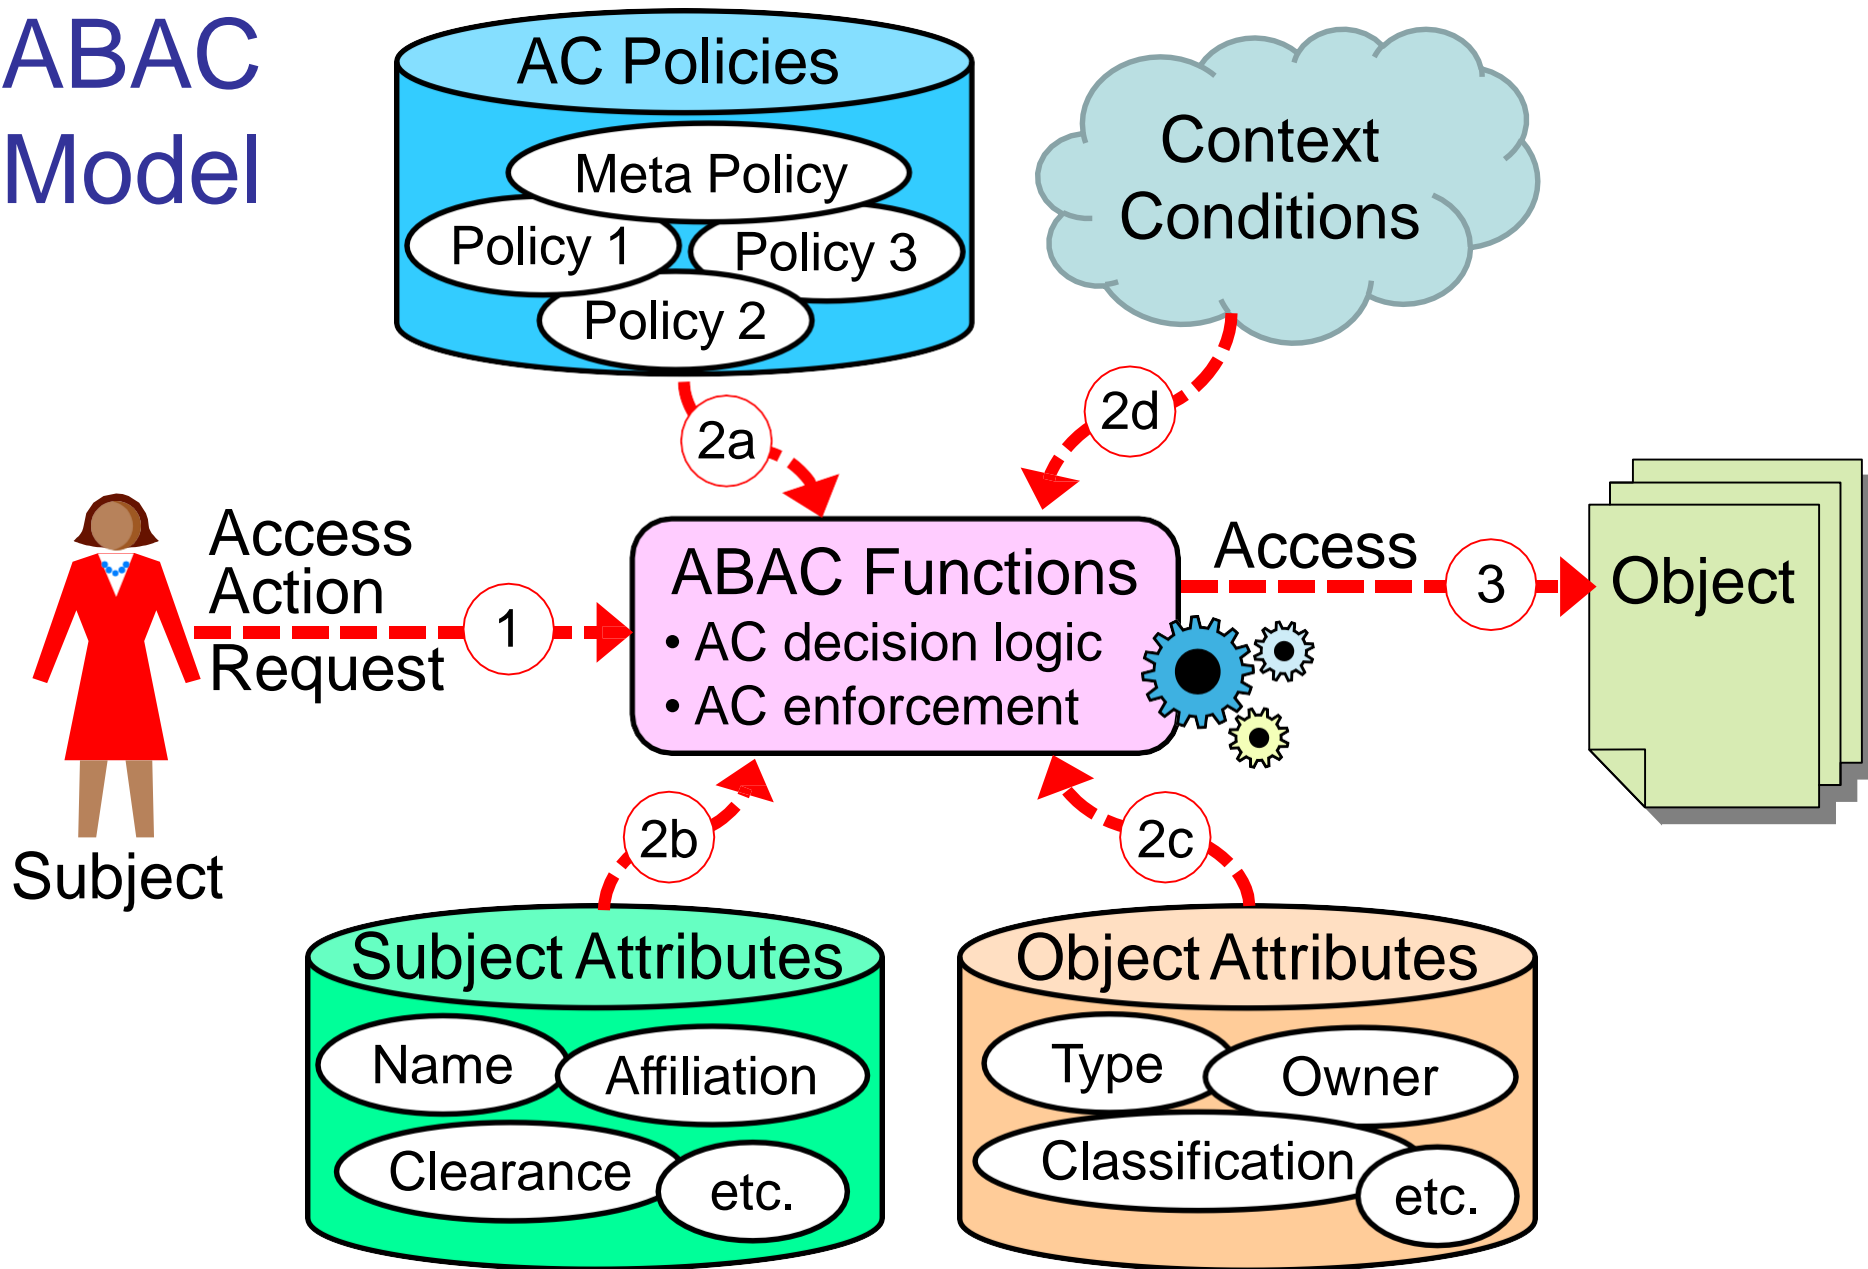 ABAC
Model
AC Policies
Meta Policy
Policy 1
Policy 3
Policy 2
Context
Conditions
2a
2d
Access
Action
Request
1
ABAC Functions
• AC decision logic
• AC enforcement
Access
3
Object
Subject
2b
2c
Subject Attributes
Name
Affiliation
Clearance
etc.
Object Attributes
Type
Owner
Classification
etc.